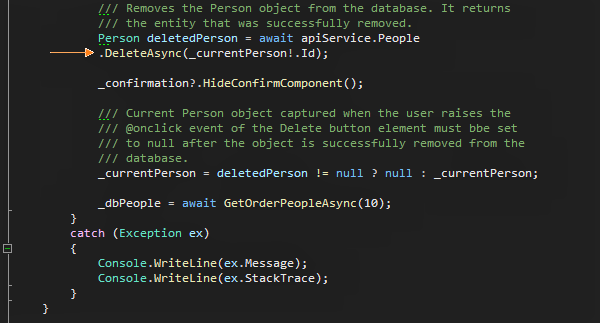 /// Removes the Person object from the database. It returns
/// the entity that was successfully removed.
Person deletedPerson = await apiService.People
.DeleteAsync(_currentPerson!.Id);
_confirmation?.HideConfirmComponent();
/// Current Person object captured when the user raises the
/// @onclick event of the Delete button element must bbe set
/// to null after the object is successfully removed from the
/// database.
_currentPerson = deletedPerson != null ? null : _currentPerson;
_dbPeople = await GetOrderPeopleAsync(10);
}
catch (Exception ex)
{
Console.WriteLine(ex.Message);
Console.WriteLine(ex.StackTrace);
}
}